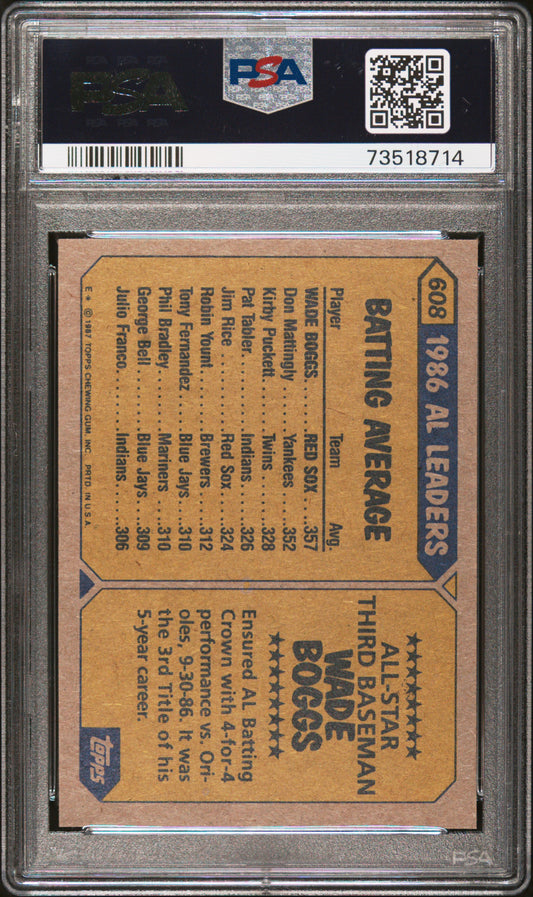 PSA
PSA
73518714
608
1986 AL LEADERS
BATTING AVERAGE
Player Team Avg.
WADE BOGGS......RED SOX....357
Don Mattingly........Yankees....352
Kirby Puckett........Twins......328
Pat Tabler..........Indians.....326
Jim Rice............Red Sox....324
Robin Yount.........Brewers....312
Tony Fernandez.....Blue Jays...310
Phil Bradley.........Mariners....310
George Bell.........Blue Jays...309
Julio Franco.........Indians.....306
E * © 1987 TOPPS CHEWING GUM, INC. PRTD. IN U.S.A.
★★★★★★★★
ALL-STAR
THIRD BASEMAN
WADE
BOGGS
★★★★★★★★
Ensured AL Batting
Crown with 4-for-4
performance vs. Ori-
oles, 9-30-86. It was
the 3rd Title of his
5-year career.
TOPPS
PSA